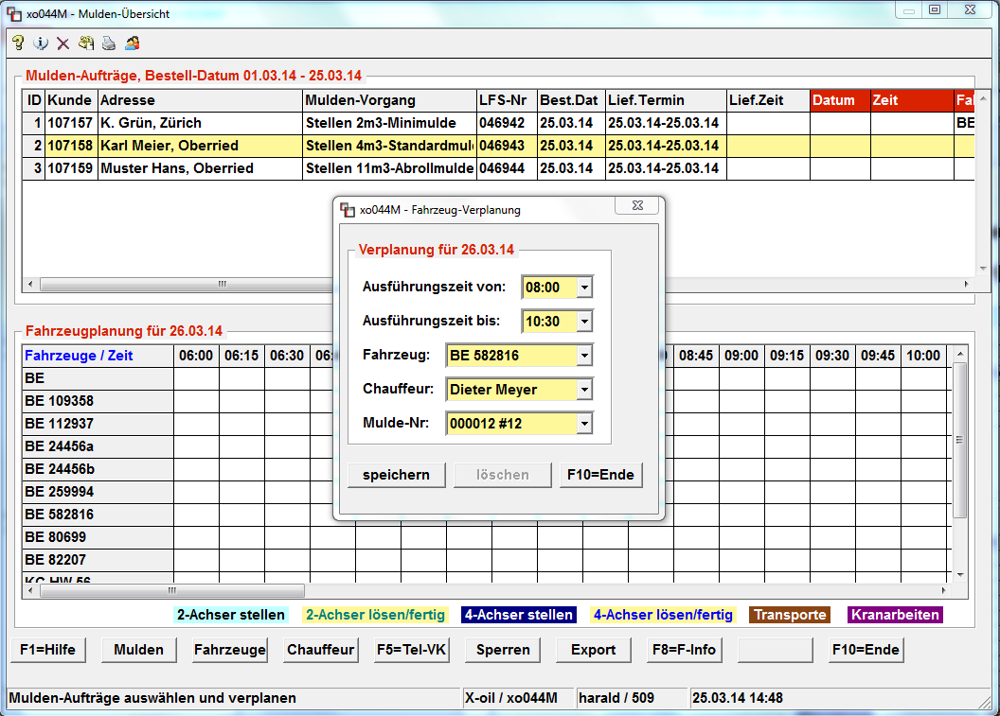 xo044M - Mulden-Übersicht
Mulden-Aufträge, Bestell-Datum 01.03.14 - 25.03.14
ID Kunde Adresse Mulden-Vorgang LFS-Nr Best.Dat Lief.Termin Lief.Zeit Datum Zeit Fal
1 107157 K. Grün, Zürich Stellen 2m3-Minimulde 046942 25.03.14 25.03.14-25.03.14 BE
2 107158 Karl Meier, Oberried Stellen 4m3-Standardmul 046943 25.03.14 25.03.14-25.03.14
3 107159 Muster Hans, Oberried Stellen 11m3-Abrollmulde 046944 25.03.14 25.03.14-25.03.14
xo044M - Fahrzeug-Verplanung
Verplanung für 26.03.14
Ausführungszeit von: 08:00
Ausführungszeit bis: 10:30
Fahrzeug: BE 582816
Chauffeur: Dieter Meyer
Mulde-Nr: 000012 #12
speichern löschen F10=Ende
Fahrzeugplanung für 26.03.14
Fahrzeuge / Zeit 06:00 06:15 06:30 08:45 09:00 09:15 09:30 09:45 10:00
BE
BE 109358
BE 112937
BE 24456a
BE 24456b
BE 259994
BE 582816
BE 80699
BE 82207
KG HW 56
2-Achser stellen 2-Achser lösen/fertig 4-Achser stellen 4-Achser lösen/fertig Transporte Kranarbeiten
F1=Hilfe Mulden Fahrzeuge Chauffeur F5=Tel-VK Sperren Export F8=F-Info F10=Ende
Mulden-Aufträge auswählen und verplanen X-oil / xo044M harald / 509 25.03.14 14:48